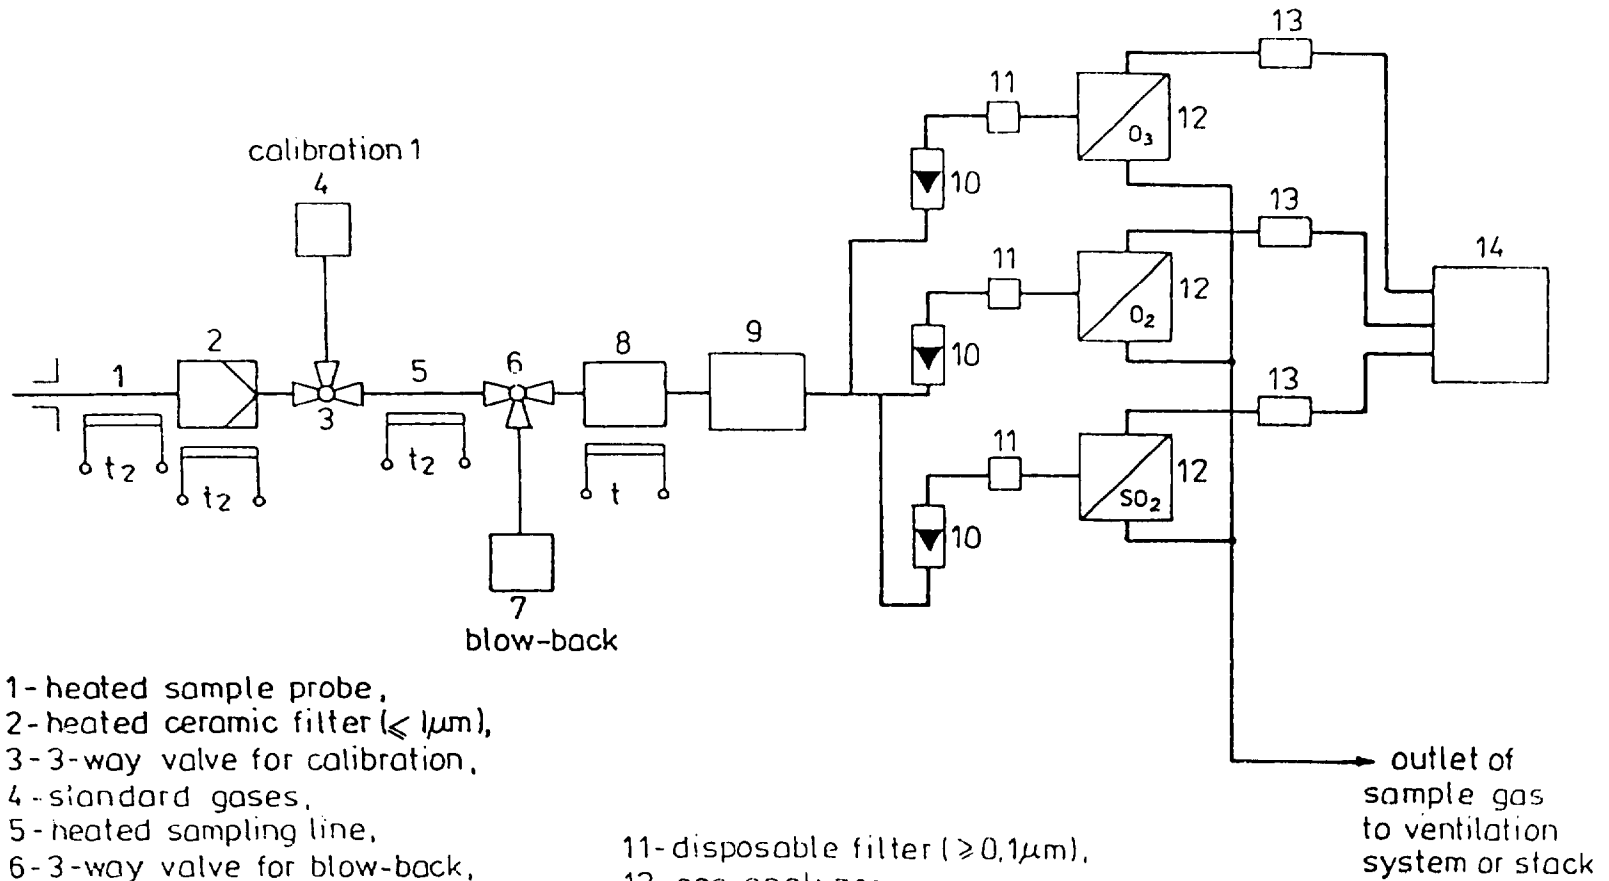 13
11
12
O₃
calibration 1
4
10
13
11
14
12
O₂
2
9
8
6
10
1
5
13
3
11
12
t₂
t₂
t
SO₂
t₂
10
7
blow-back
1- heated sample probe,
2- heated ceramic filter (⩽ 1μm),
3- 3-way valve for calibration,
4 - standard gases,
5- heated sampling line,
6- 3-way valve for blow-back,
11- disposable filter (⩾0,1μm),
outlet of
sample gas
to ventilation
system or stack